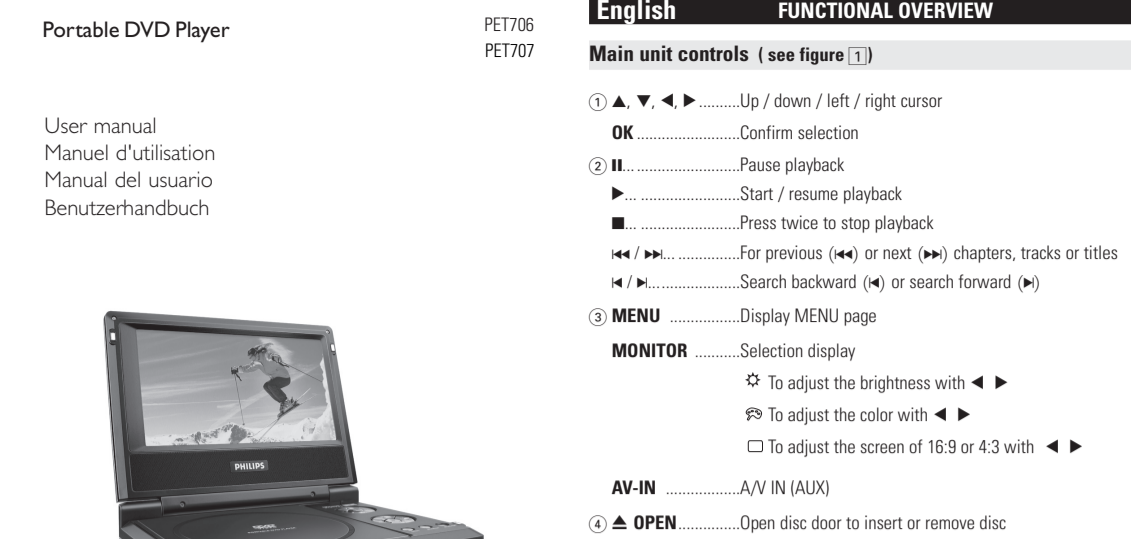 Portable DVD Player
PET706
PET707
User manual
Manuel d'utilisation
Manual del usuario
Benutzerhandbuch
PHILIPS
English FUNCTIONAL OVERVIEW
Main unit controls ( see figure 1)
① ▲, ▼, ◀, ▶ ..........Up / down / left / right cursor
OK .........................Confirm selection
② ⏸... .........................Pause playback
▶... ........................Start / resume playback
■... ........................Press twice to stop playback
⏮ / ⏭... ...............For previous (⏮) or next (⏭) chapters, tracks or titles
|◀ / ▶|......................Search backward (|◀) or search forward (▶|)
③ MENU .................Display MENU page
MONITOR ...........Selection display
☼ To adjust the brightness with ◀ ▶
To adjust the color with ◀ ▶
▭ To adjust the screen of 16:9 or 4:3 with ◀ ▶
AV-IN ..................A/V IN (AUX)
④ ⏏ OPEN...............Open disc door to insert or remove disc